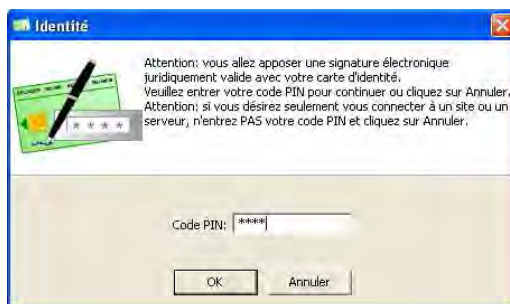 Identité
Attention: vous allez apposer une signature électronique
juridiquement valide avec votre carte d'identité.
Veuillez entrer votre code PIN pour continuer ou cliquez sur Annuler.
Attention: si vous désirez seulement vous connecter à un site ou un
serveur, n'entrez PAS votre code PIN et cliquez sur Annuler.
* * * *
Code PIN: ****
OK Annuler